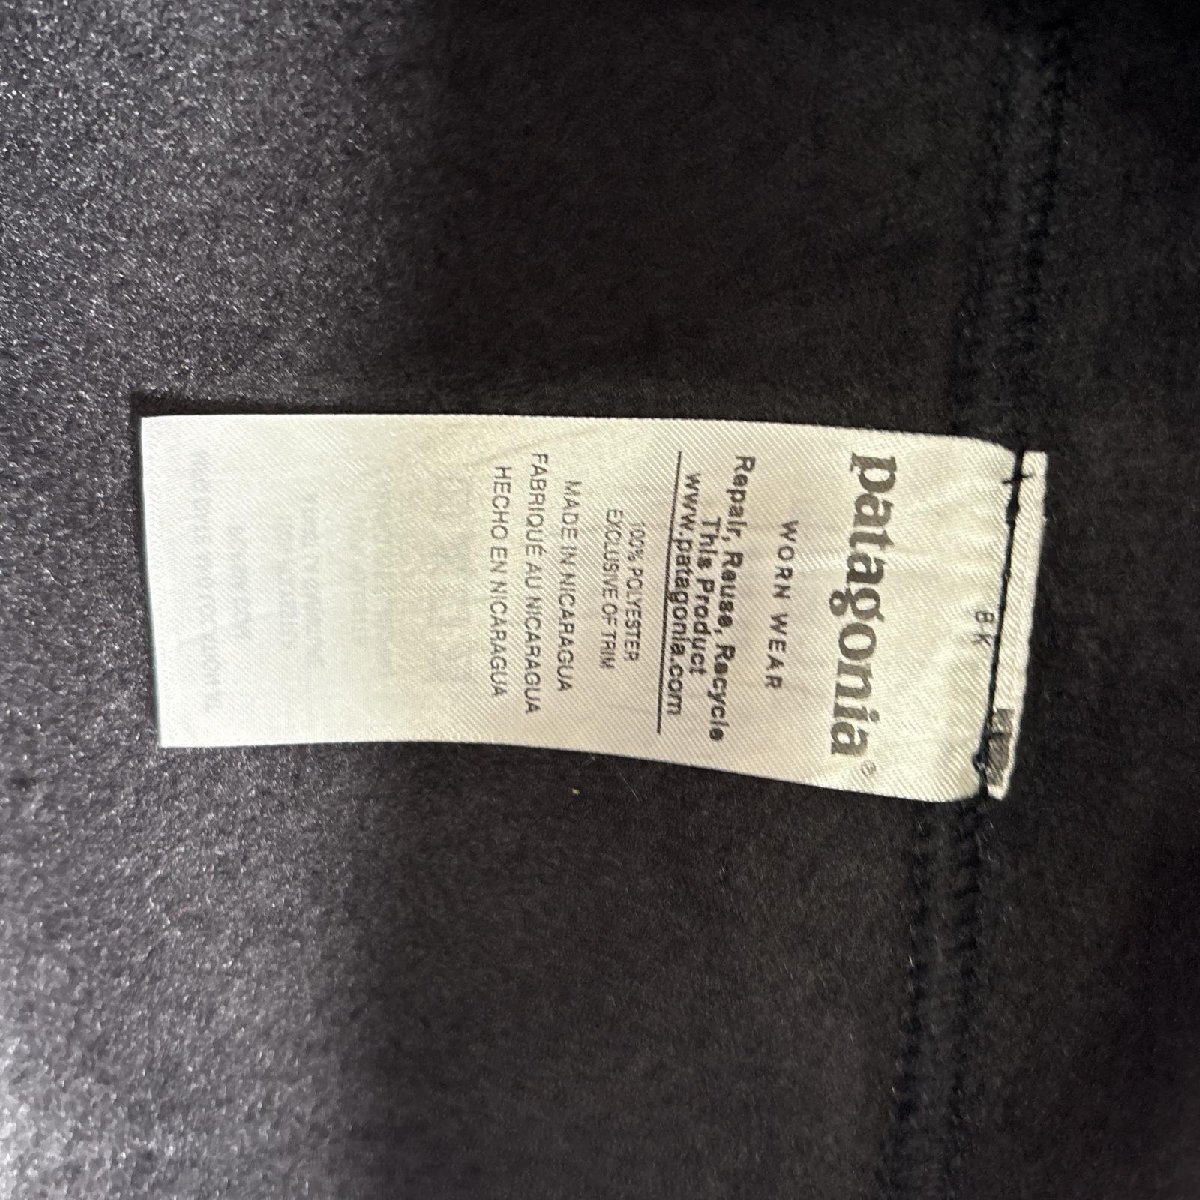 BK
patagonia®
WORN WEAR
Repair, Reuse, Recycle
This Product
www.patagonia.com
100% POLYESTER
EXCLUSIVE OF TRIM
MADE IN NICARAGUA
FABRIQUÉ AU NICARAGUA
HECHO EN NICARAGUA